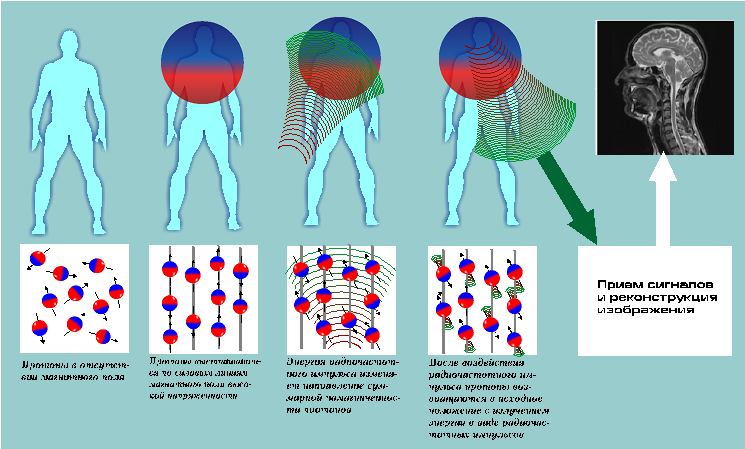 Протоны в отсутст-
вии магнитного поля
Протоны выстраивают-
ся по силовым линиям
магнитного поля высо-
кой напряженности
Энергия радиочастот-
ного импульса изменя-
ет направление сум-
марной намагниченнос-
ти протонов
После воздействия
радиочастотного им-
пульса протоны воз-
вращаются в исходное
положение с излучением
энергии в виде радиочас-
тотных импульсов
Прием сигналов
и реконструкция
изображения